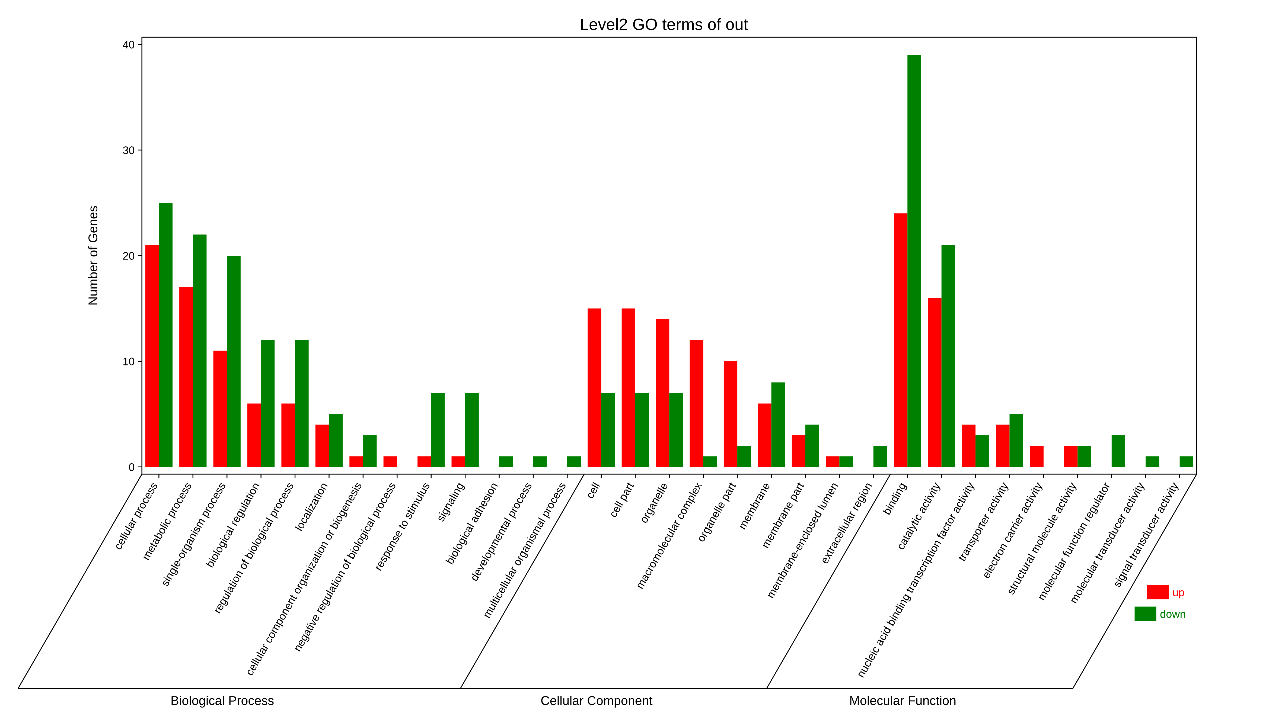 Level2 GO terms of out
Number of Genes
40
30
20
10
0
cellular process
metabolic process
single-organism process
biological regulation
regulation of biological process
localization
cellular component organization or biogenesis
negative regulation of biological process
response to stimulus
signaling
biological adhesion
developmental process
multicellular organismal process
cell
cell part
organelle
macromolecular complex
organelle part
membrane
membrane part
membrane-enclosed lumen
extracellular region
binding
catalytic activity
nucleic acid binding transcription factor activity
transporter activity
electron carrier activity
structural molecule activity
molecular function regulator
molecular transducer activity
signal transducer activity
up
down
Biological Process
Cellular Component
Molecular Function